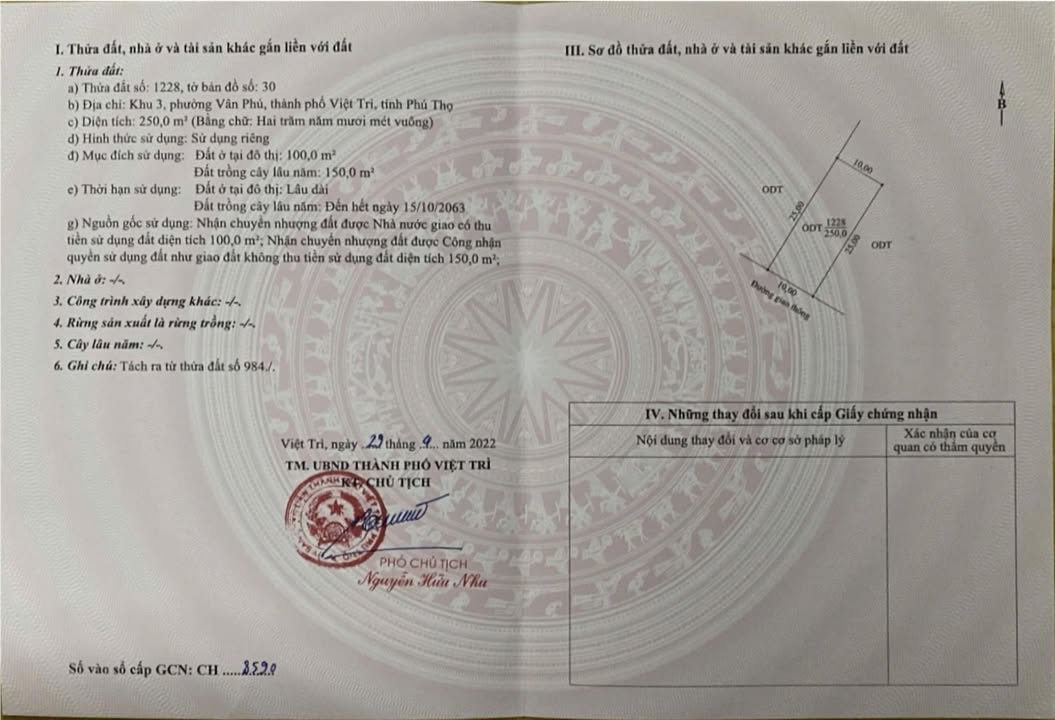 I. Thửa đất, nhà ở và tài sản khác gắn liền với đất
1. Thửa đất:
a) Thửa đất số: 1228, tờ bản đồ số: 30
b) Địa chỉ: Khu 3, phường Vân Phú, thành phố Việt Trì, tỉnh Phú Thọ
c) Diện tích: 250,0 m² (Bằng chữ: Hai trăm năm mươi mét vuông)
d) Hình thức sử dụng: Sử dụng riêng
đ) Mục đích sử dụng: Đất ở tại đô thị: 100,0 m²
Đất trồng cây lâu năm: 150,0 m²
e) Thời hạn sử dụng: Đất ở tại đô thị: Lâu dài
Đất trồng cây lâu năm: Đến hết ngày 15/10/2063
g) Nguồn gốc sử dụng: Nhận chuyển nhượng đất được Nhà nước giao có thu
tiền sử dụng đất diện tích 100,0 m²; Nhận chuyển nhượng đất được Công nhận
quyền sử dụng đất như giao đất không thu tiền sử dụng đất diện tích 150,0 m²;
2. Nhà ở: -/-.
3. Công trình xây dựng khác: -/-.
4. Rừng sản xuất là rừng trồng: -/-.
5. Cây lâu năm: -/-.
6. Ghi chú: Tách ra từ thửa đất số 984./.
Việt Trì, ngày 29 tháng 9 năm 2022
TM. UBND THÀNH PHỐ VIỆT TRÌ
KT. CHỦ TỊCH
PHÓ CHỦ TỊCH
Nguyễn Hữu Nhu
Số vào sổ cấp GCN: CH .....8590
III. Sơ đồ thửa đất, nhà ở và tài sản khác gắn liền với đất
B
10,00
ODT
25,00
ODT 1228
250,0
25,00
ODT
10,00
Đường giao thông
IV. Những thay đổi sau khi cấp Giấy chứng nhận
Nội dung thay đổi và cơ cơ sở pháp lý
Xác nhận của cơ
quan có thẩm quyền